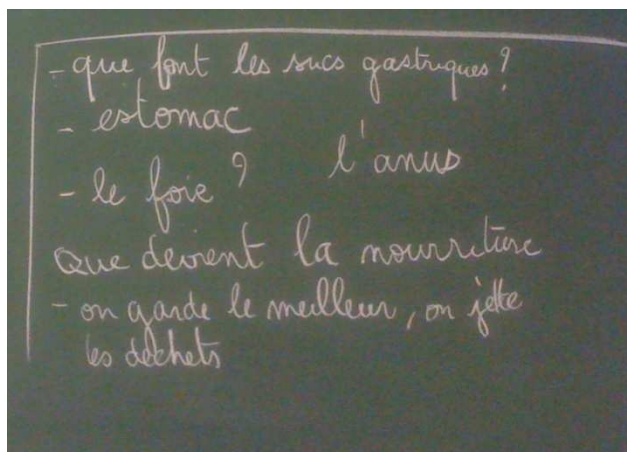 - que font les sucs gastriques ?
- estomac
- le foie ? l'anus
Que devient la nourriture
- on garde le meilleur, on jette
les déchets